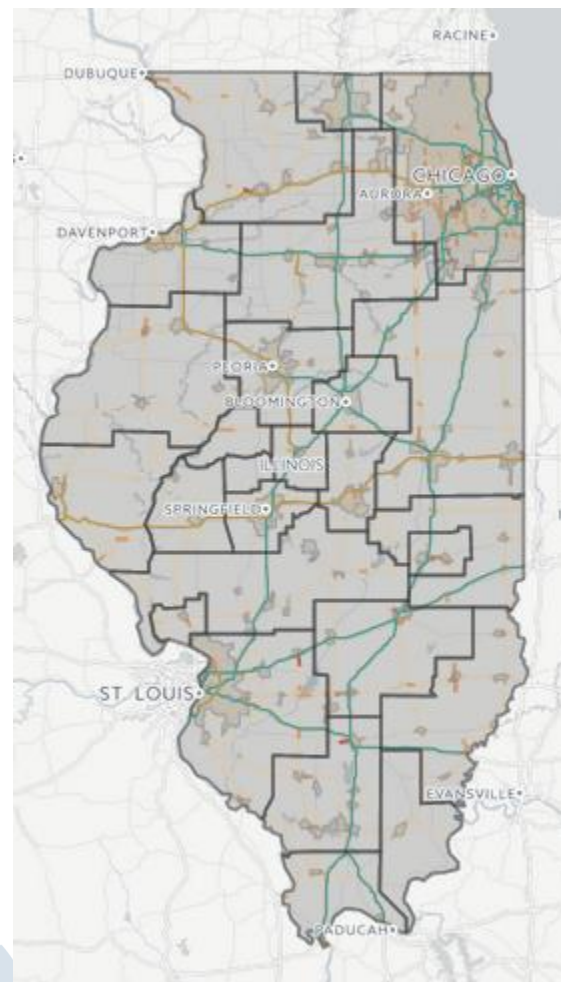 RACINE
DUBUQUE
CHICAGO
AURORA
DAVENPORT
PEORIA
BLOOMINGTON
ILLINOIS
SPRINGFIELD
ST. LOUIS
EVANSVILLE
PADUCAH